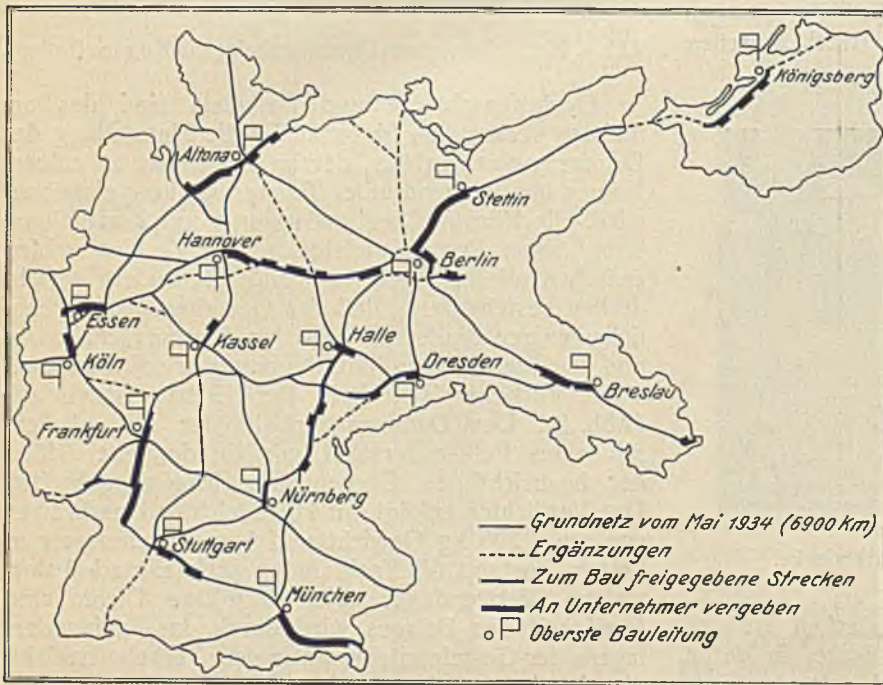 Königsberg
Altona
Stettin
Hannover
Berlin
Essen
Kassel
Halle
Köln
Dresden
Breslau
Frankfurt
Nürnberg
Stuttgart
München
Grundnetz vom Mai 1934 (6900 Km)
Ergänzungen
Zum Bau freigegebene Strecken
An Unternehmer vergeben
Oberste Bauleitung